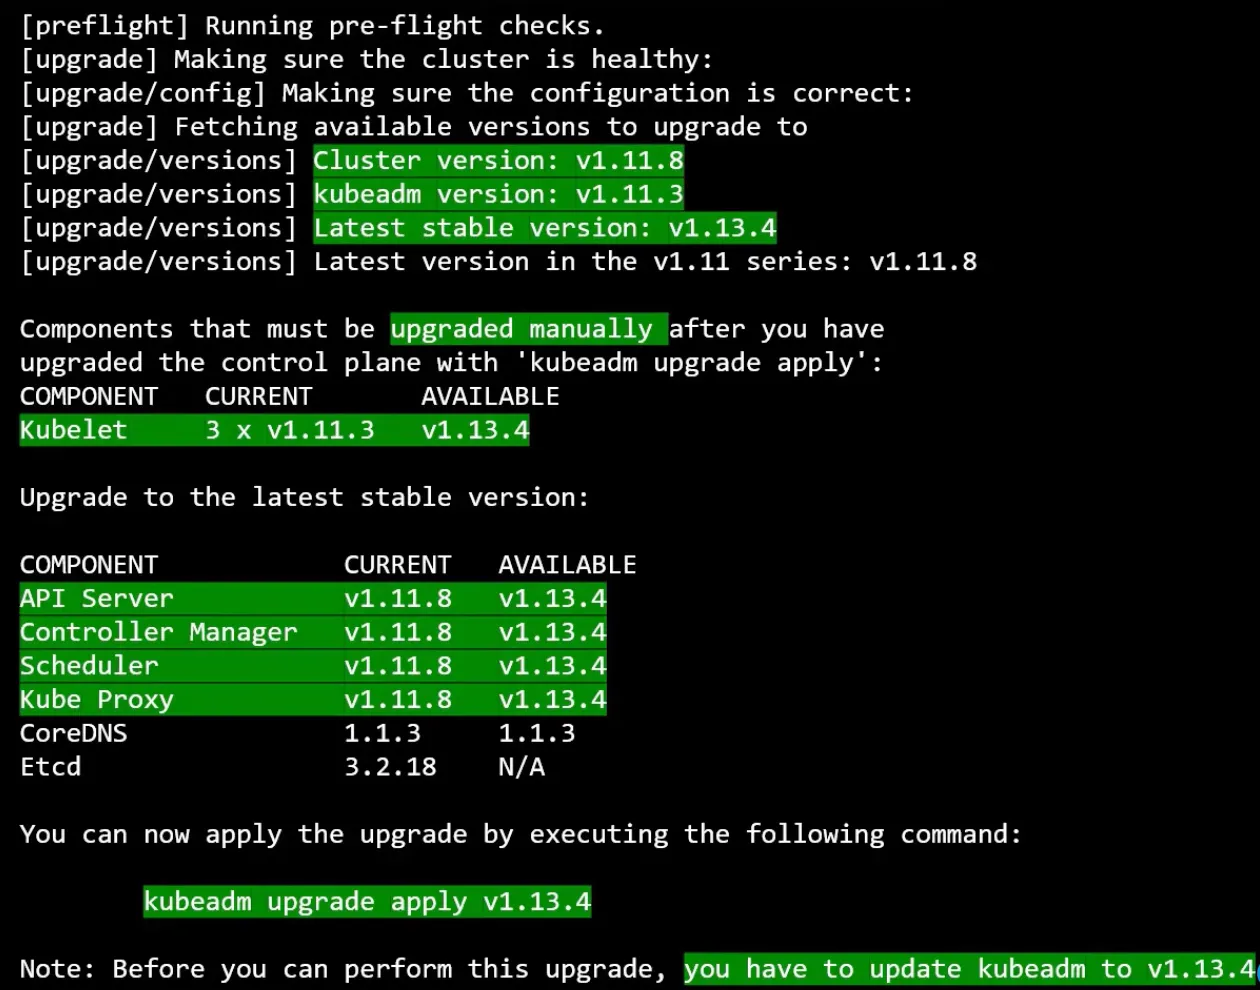 [preflight] Running pre-flight checks.
[upgrade] Making sure the cluster is healthy:
[upgrade/config] Making sure the configuration is correct:
[upgrade] Fetching available versions to upgrade to
[upgrade/versions] Cluster version: v1.11.8
[upgrade/versions] kubeadm version: v1.11.3
[upgrade/versions] Latest stable version: v1.13.4
[upgrade/versions] Latest version in the v1.11 series: v1.11.8
Components that must be upgraded manually after you have
upgraded the control plane with 'kubeadm upgrade apply':
COMPONENT   CURRENT       AVAILABLE
Kubelet     3 x v1.11.3   v1.13.4
Upgrade to the latest stable version:
COMPONENT            CURRENT   AVAILABLE
API Server           v1.11.8   v1.13.4
Controller Manager   v1.11.8   v1.13.4
Scheduler            v1.11.8   v1.13.4
Kube Proxy           v1.11.8   v1.13.4
CoreDNS              1.1.3     1.1.3
Etcd                 3.2.18    N/A
You can now apply the upgrade by executing the following command:
kubeadm upgrade apply v1.13.4
Note: Before you can perform this upgrade, you have to update kubeadm to v1.13.4